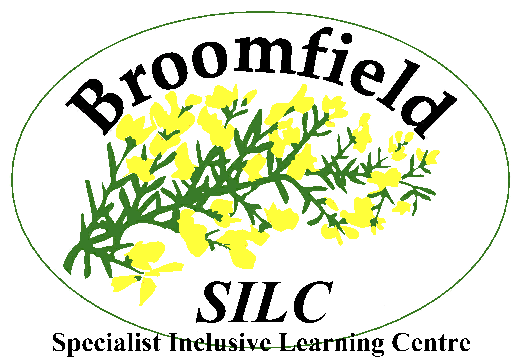 Broomfield
SILC
Specialist Inclusive Learning Centre